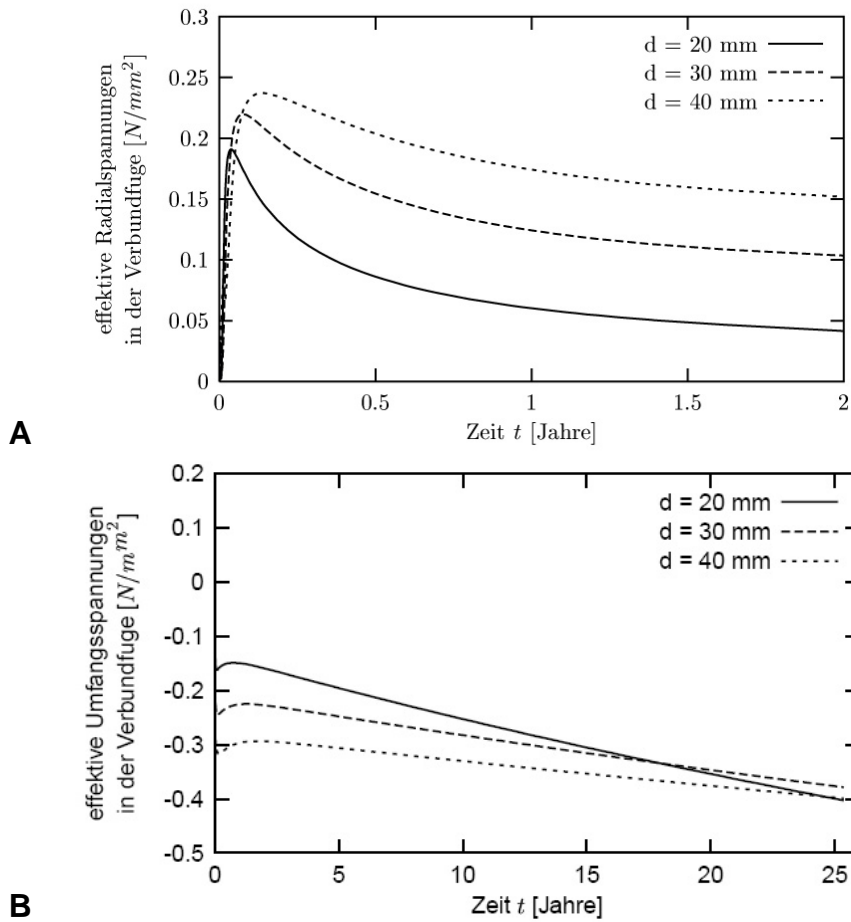 effektive Radialspannungen
in der Verbundfuge [N/mm²]
0.3
0.25
0.2
0.15
0.1
0.05
0
d = 20 mm
d = 30 mm
d = 40 mm
0
0.5
1
1.5
2
Zeit t [Jahre]
A
effektive Umfangsspannungen
in der Verbundfuge [N/mm²]
0.2
0.1
0
-0.1
-0.2
-0.3
-0.4
-0.5
d = 20 mm
d = 30 mm
d = 40 mm
0
5
10
15
20
25
Zeit t [Jahre]
B